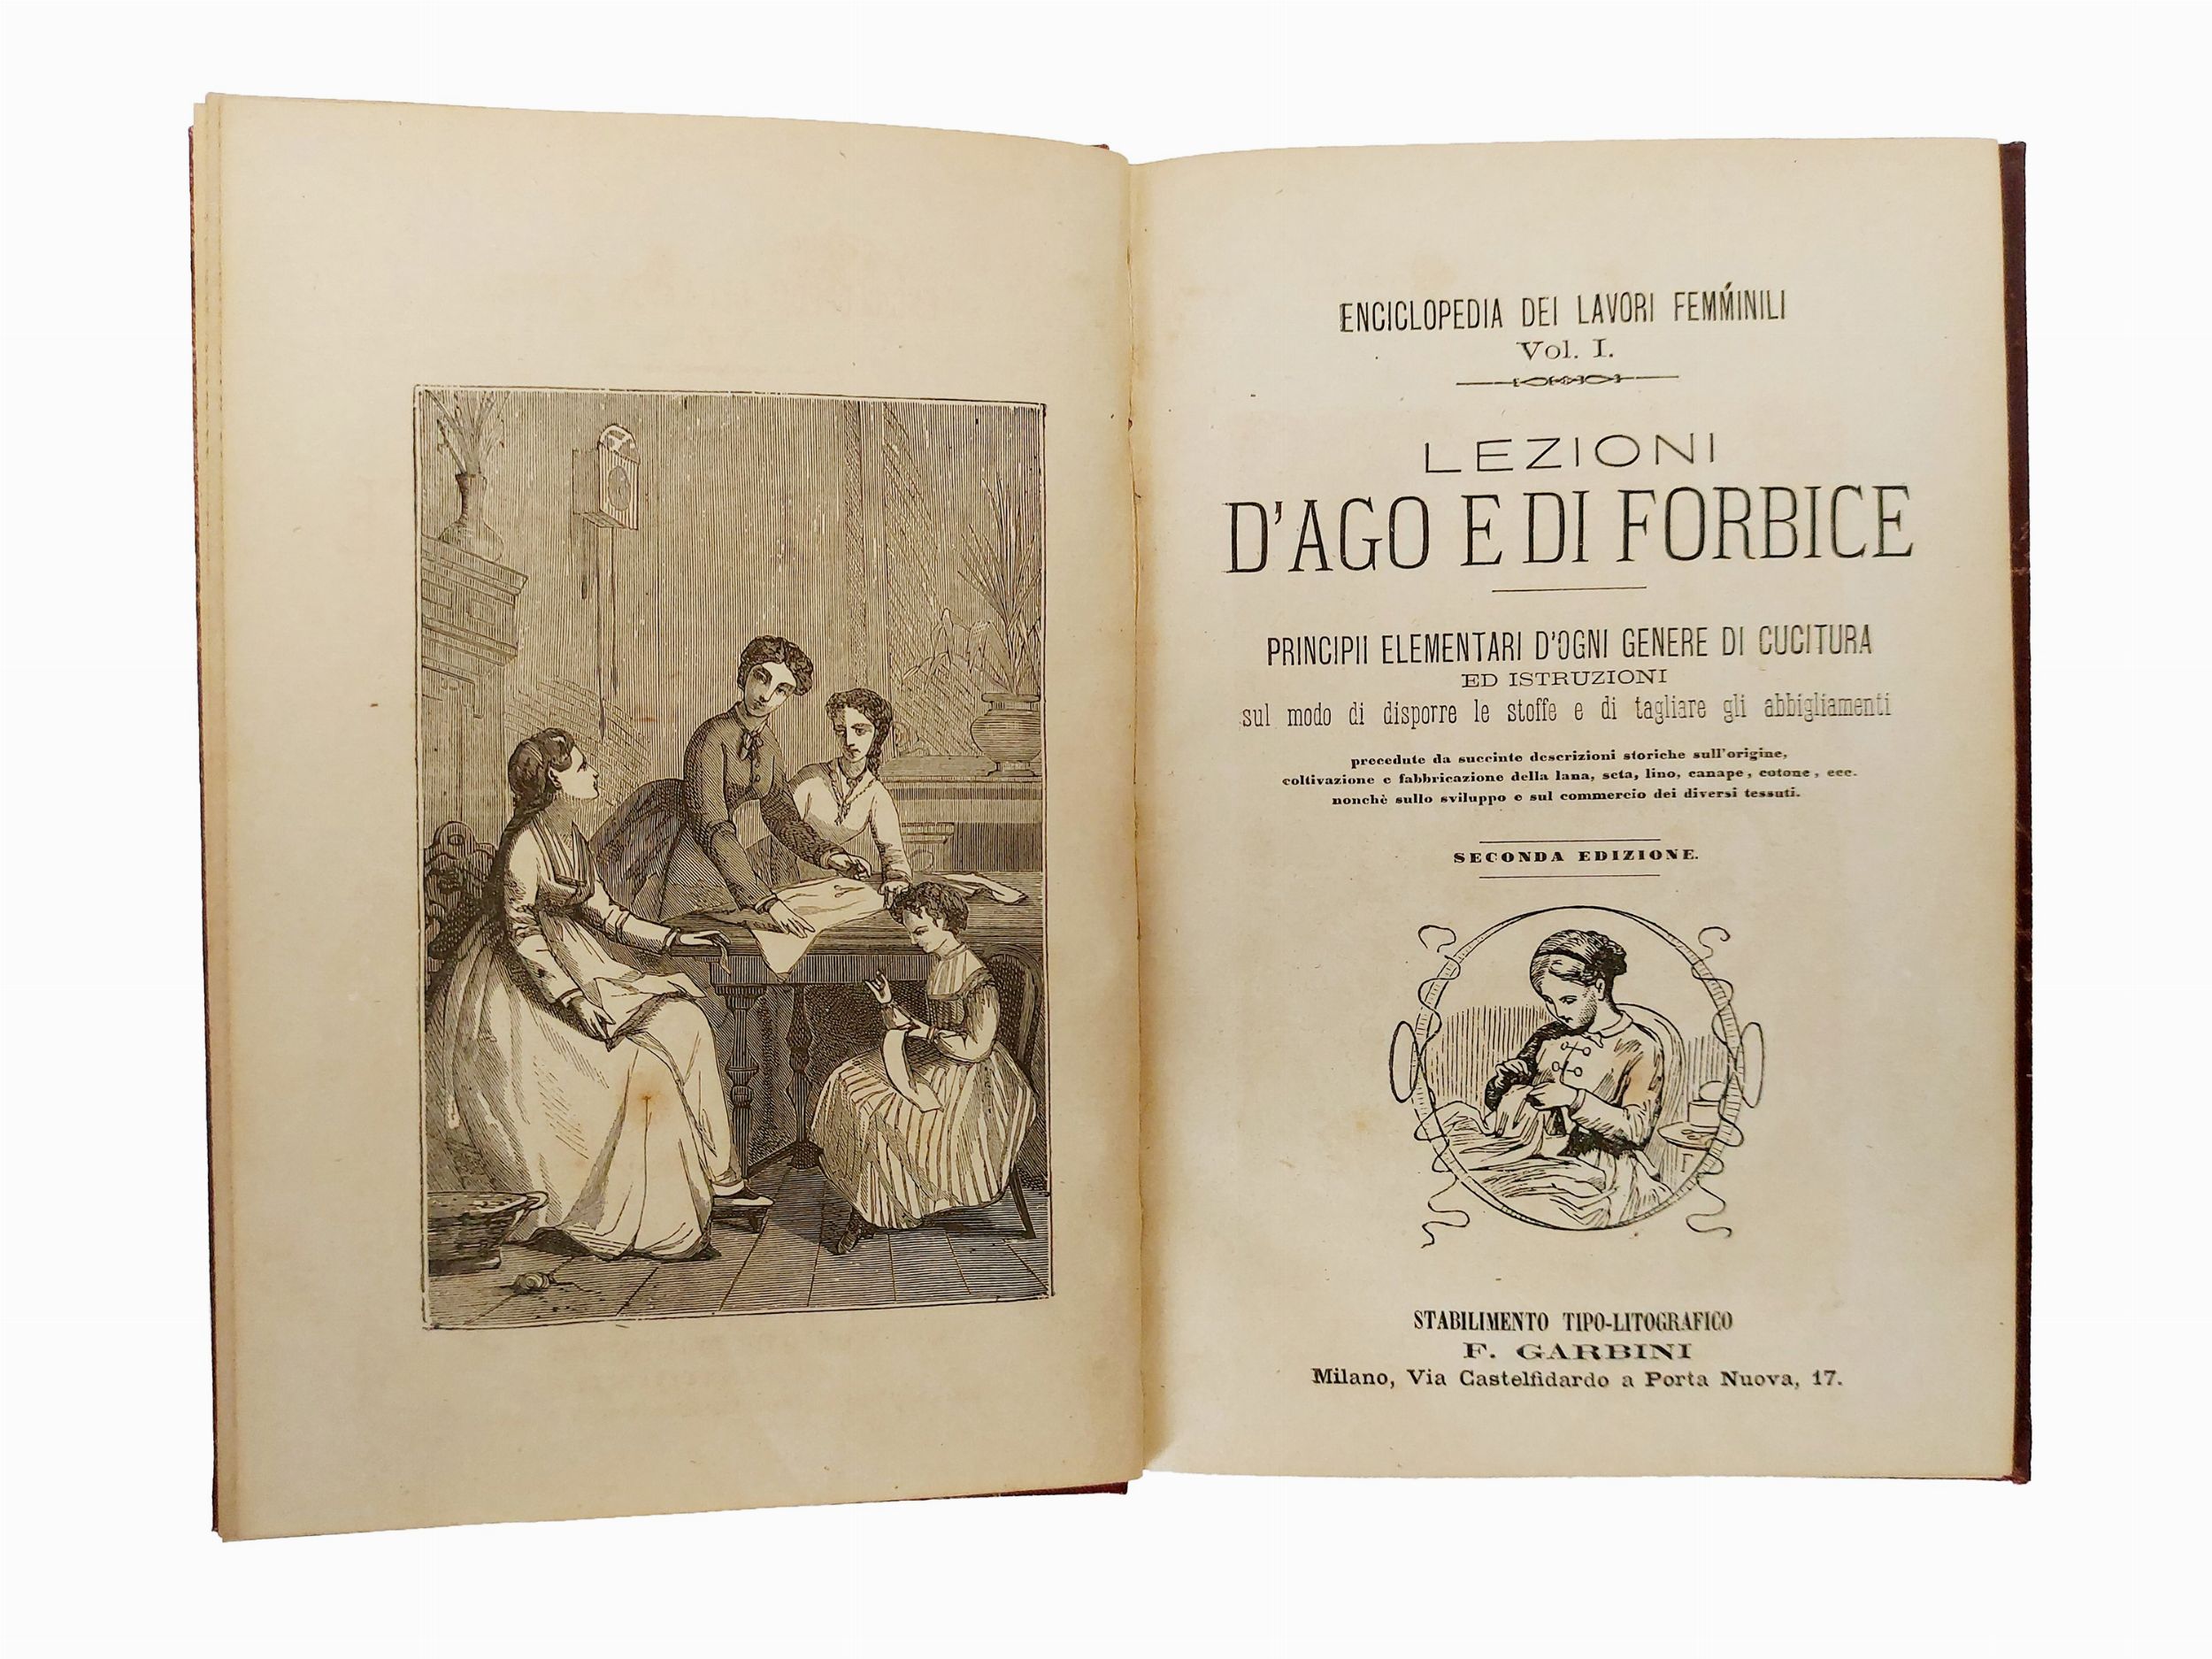 ENCICLOPEDIA DEI LAVORI FEMMINILI
Vol. I.
LEZIONI
D'AGO E DI FORBICE
PRINCIPII ELEMENTARI D'OGNI GENERE DI CUCITURA
ED ISTRUZIONI
sul modo di disporre le stoffe e di tagliare gli abbigliamenti
precedute da succinte descrizioni storiche sull'origine,
coltivazione e fabbricazione della lana, seta, lino, canape, cotone, ecc.
nonchè sullo sviluppo e sul commercio dei diversi tessuti.
SECONDA EDIZIONE.
STABILIMENTO TIPO-LITOGRAFICO
F. GARBINI
Milano, Via Castelfidardo a Porta Nuova, 17.